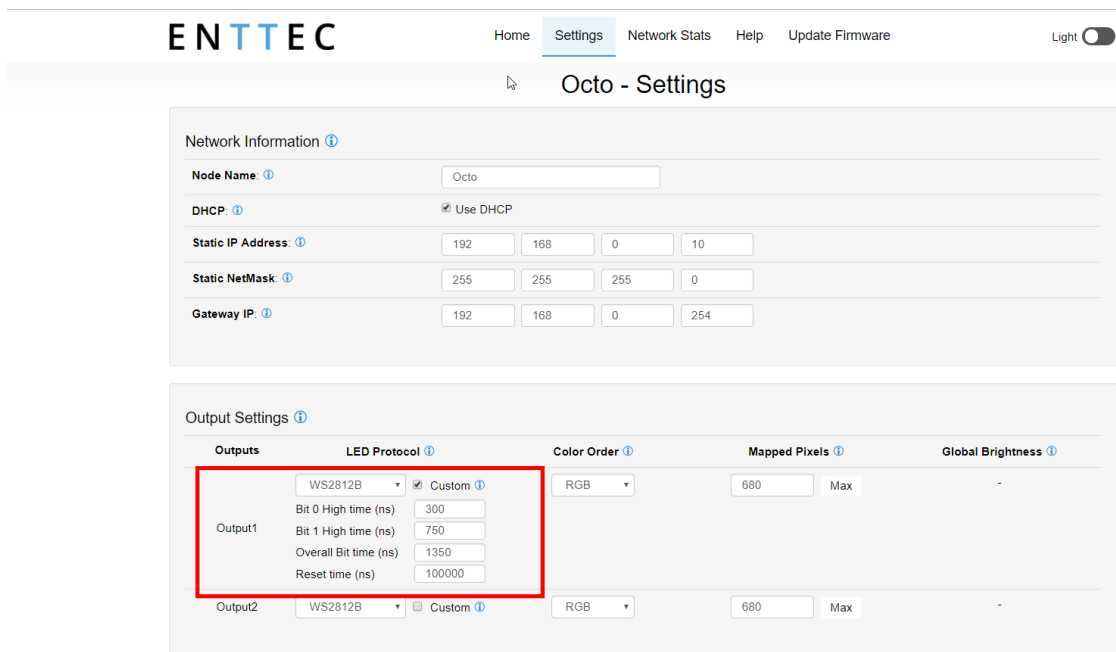 ENTTEC Home Settings Network Stats Help Update Firmware Light
Octo - Settings
Network Information
Node Name: Octo
DHCP: Use DHCP
Static IP Address: 192 168 0 10
Static NetMask: 255 255 255 0
Gateway IP: 192 168 0 254
Output Settings
Outputs LED Protocol Color Order Mapped Pixels Global Brightness
WS2812B Custom RGB 680 Max -
Bit 0 High time (ns) 300
Output1
Bit 1 High time (ns) 750
Overall Bit time (ns) 1350
Reset time (ns) 100000
Output2 WS2812B Custom RGB 680 Max -